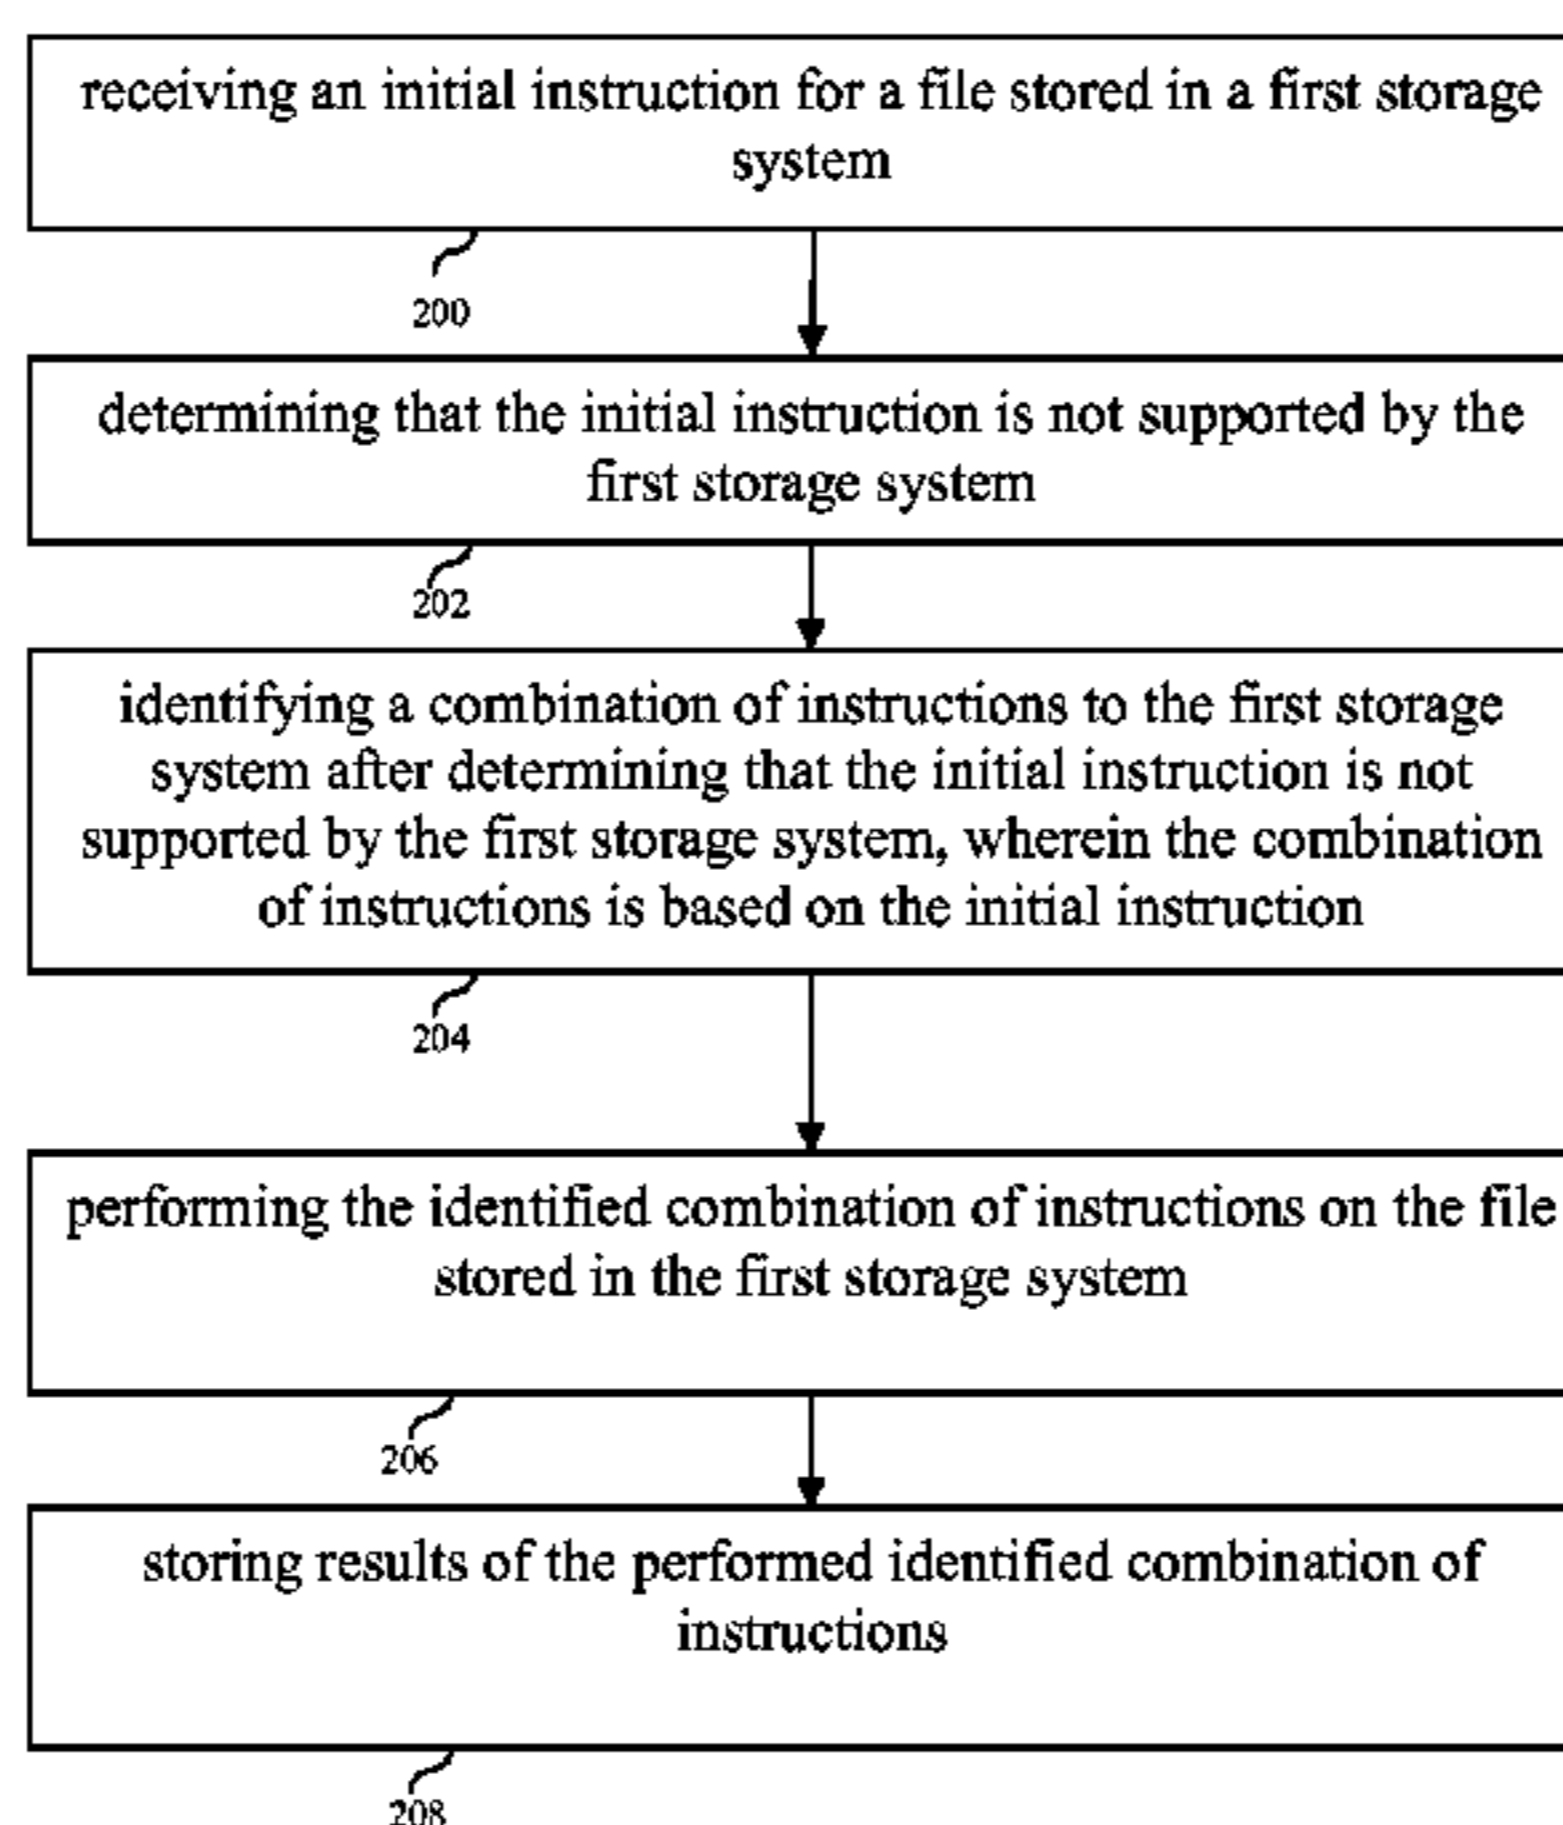 receiving an initial instruction for a file stored in a first storage
system
200
determining that the initial instruction is not supported by the
first storage system
202
identifying a combination of instructions to the first storage
system after determining that the initial instruction is not
supported by the first storage system, wherein the combination
of instructions is based on the initial instruction
204
performing the identified combination of instructions on the file
stored in the first storage system
206
storing results of the performed identified combination of
instructions
208